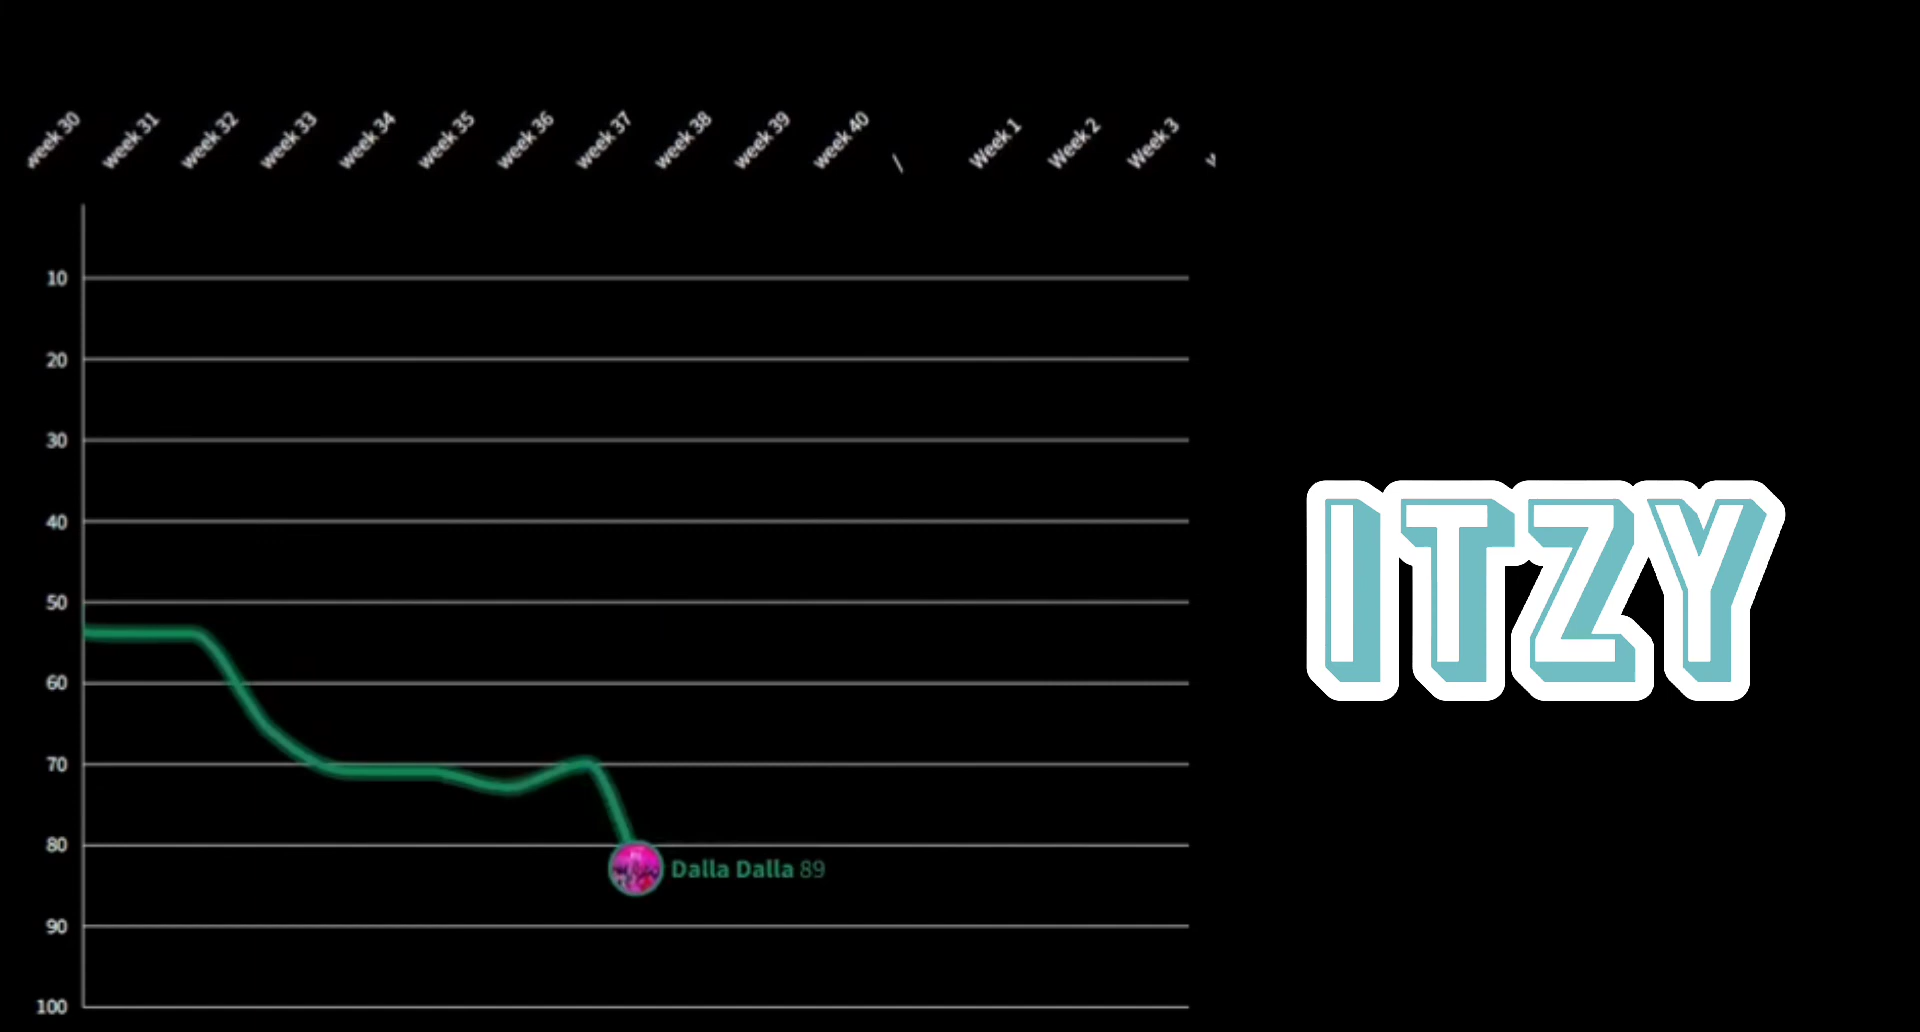 week 30
week 31
week 32
week 33
week 34
week 35
week 36
week 37
week 38
week 39
week 40
/
Week 1
Week 2
Week 3
10
20
30
40
50
60
70
80
90
100
Dalla Dalla 89
ITZY